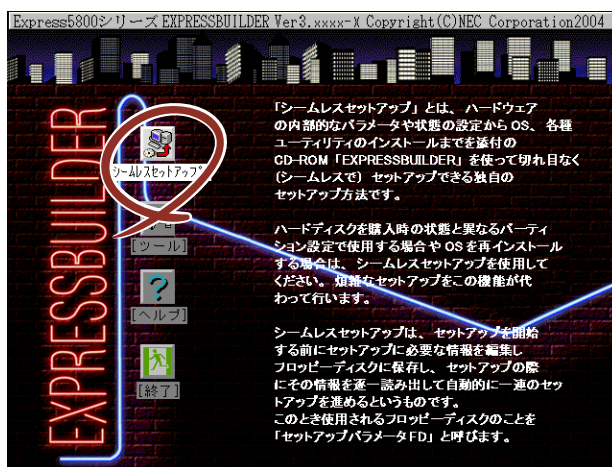 Express5800シリーズ EXPRESSBUILDER Ver3.xxxx-X Copyright(C)NEC Corporation2004
EXPRESSBUILDER
シームレスセットアップ
[ツール]
[ヘルプ]
[終了]
「シームレスセットアップ」とは、ハードウェア
の内部的なパラメータや状態の設定から OS、各種
ユーティリティのインストールまでを添付の
CD-ROM「EXPRESSBUILDER」を使って切れ目なく
(シームレスで) セットアップできる独自の
セットアップ方法です。
ハードディスクを購入時の状態と異なるパーティ
ション設定で使用する場合や OS を再インストール
する場合は、シームレスセットアップを使用して
ください。煩雑なセットアップをこの機能が代
わって行います。
シームレスセットアップは、セットアップを開始
する前にセットアップに必要な情報を編集し
フロッピーディスクに保存し、セットアップの際
にその情報を逐一読み出して自動的に一連のセッ
トアップを進めるというものです。
このとき使用されるフロッピーディスクのことを
「セットアップパラメータFD」と呼びます。